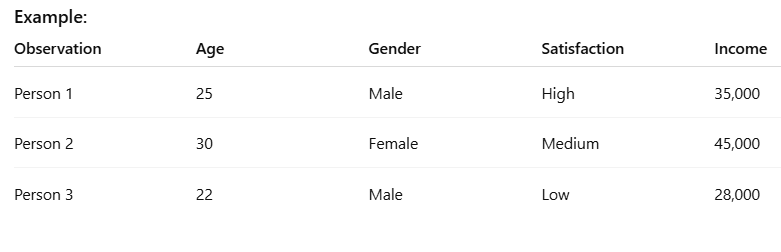 Example:
Observation Age Gender Satisfaction Income
Person 1 25 Male High 35,000
Person 2 30 Female Medium 45,000
Person 3 22 Male Low 28,000